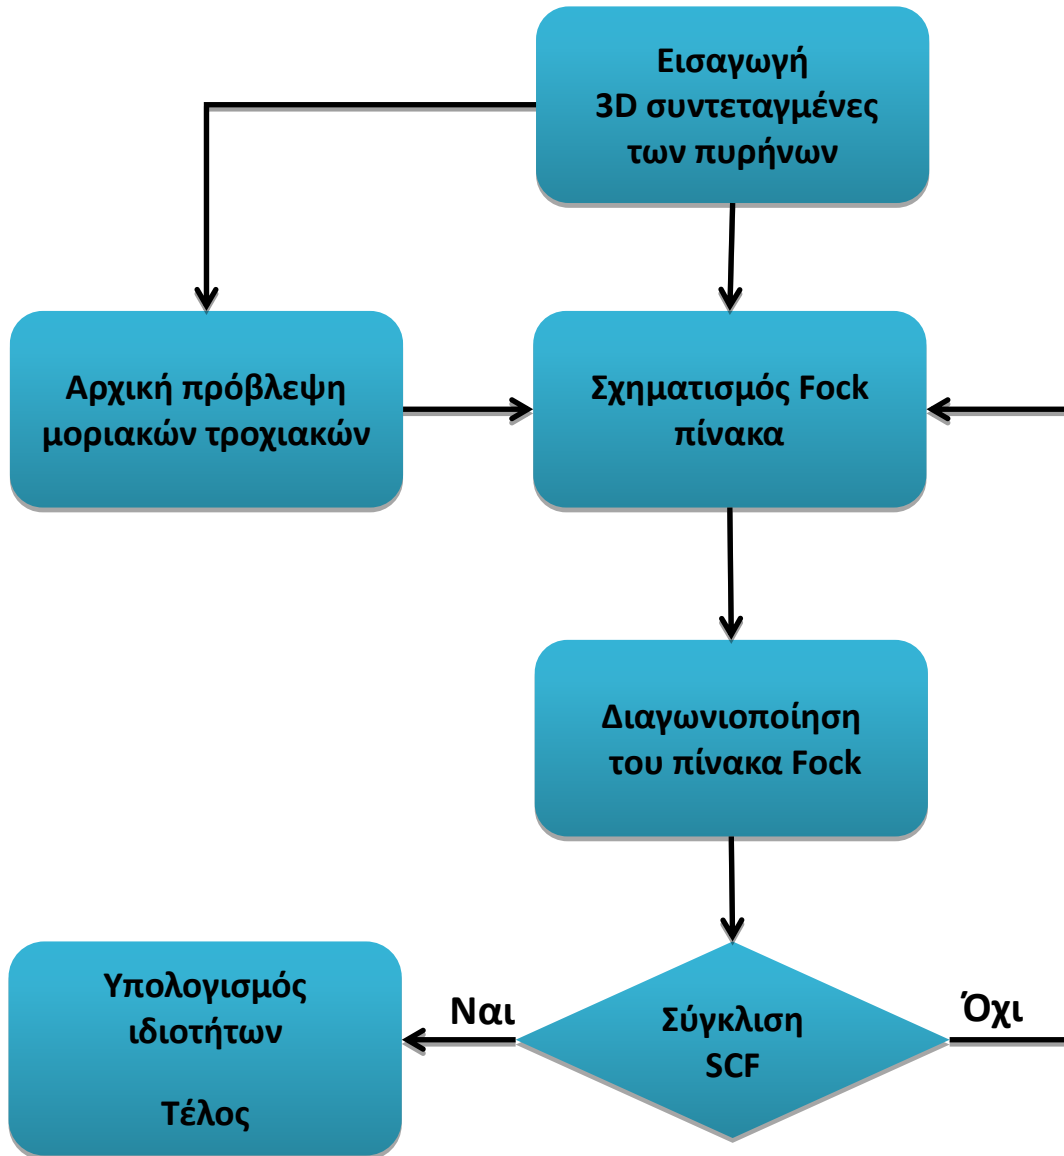 Εισαγωγή
3D συντεταγμένες
των πυρήνων
Αρχική πρόβλεψη
μοριακών τροχιακών
Σχηματισμός Fock
πίνακα
Διαγωνιοποίηση
του πίνακα Fock
Υπολογισμός
ιδιοτήτων
Τέλος
Ναι
Σύγκλιση
SCF
Όχι